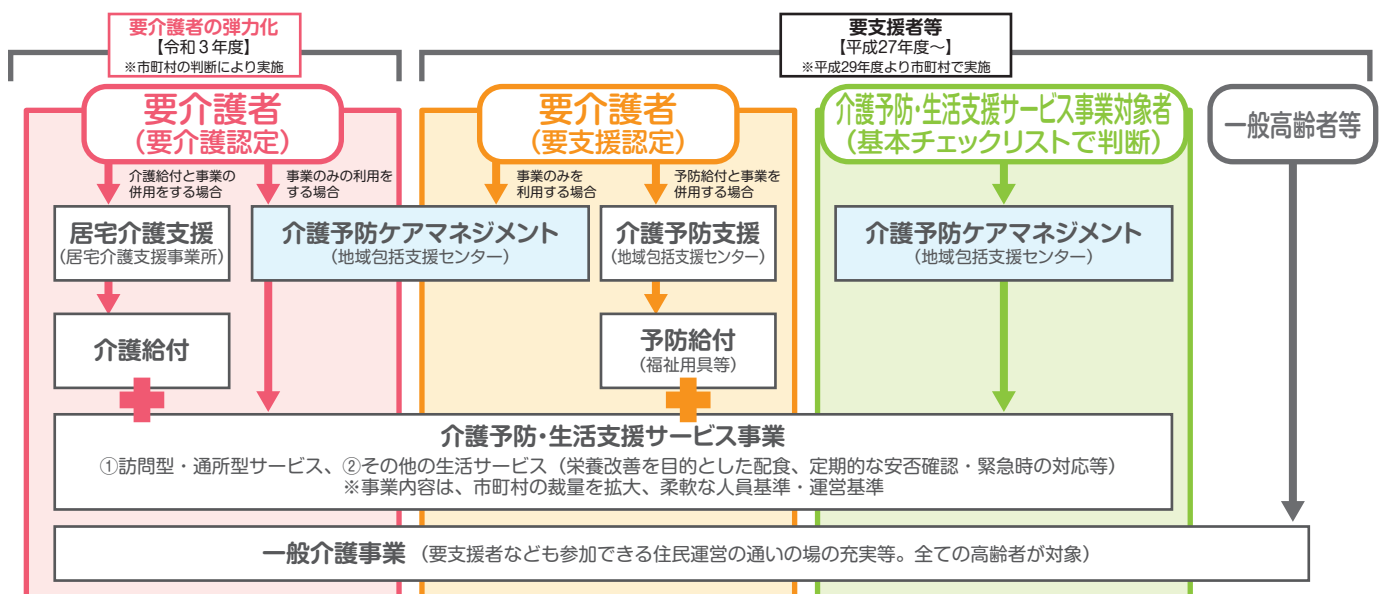 要介護者の弾力化
【令和3年度】
※市町村の判断により実施
要支援者等
【平成27年度～】
※平成29年度より市町村で実施
要介護者
（要介護認定）
要介護者
（要支援認定）
介護予防・生活支援サービス事業対象者
（基本チェックリストで判断）
一般高齢者等
介護給付と事業の
併用をする場合
事業のみの利用を
する場合
事業のみを
利用する場合
予防給付と事業を
併用する場合
居宅介護支援
（居宅介護支援事業所）
介護予防ケアマネジメント
（地域包括支援センター）
介護予防支援
（地域包括支援センター）
介護予防ケアマネジメント
（地域包括支援センター）
介護給付
予防給付
（福祉用具等）
介護予防・生活支援サービス事業
①訪問型・通所型サービス、②その他の生活サービス（栄養改善を目的とした配食、定期的な安否確認・緊急時の対応等）
※事業内容は、市町村の裁量を拡大、柔軟な人員基準・運営基準
一般介護事業（要支援者なども参加できる住民運営の通いの場の充実等。全ての高齢者が対象）